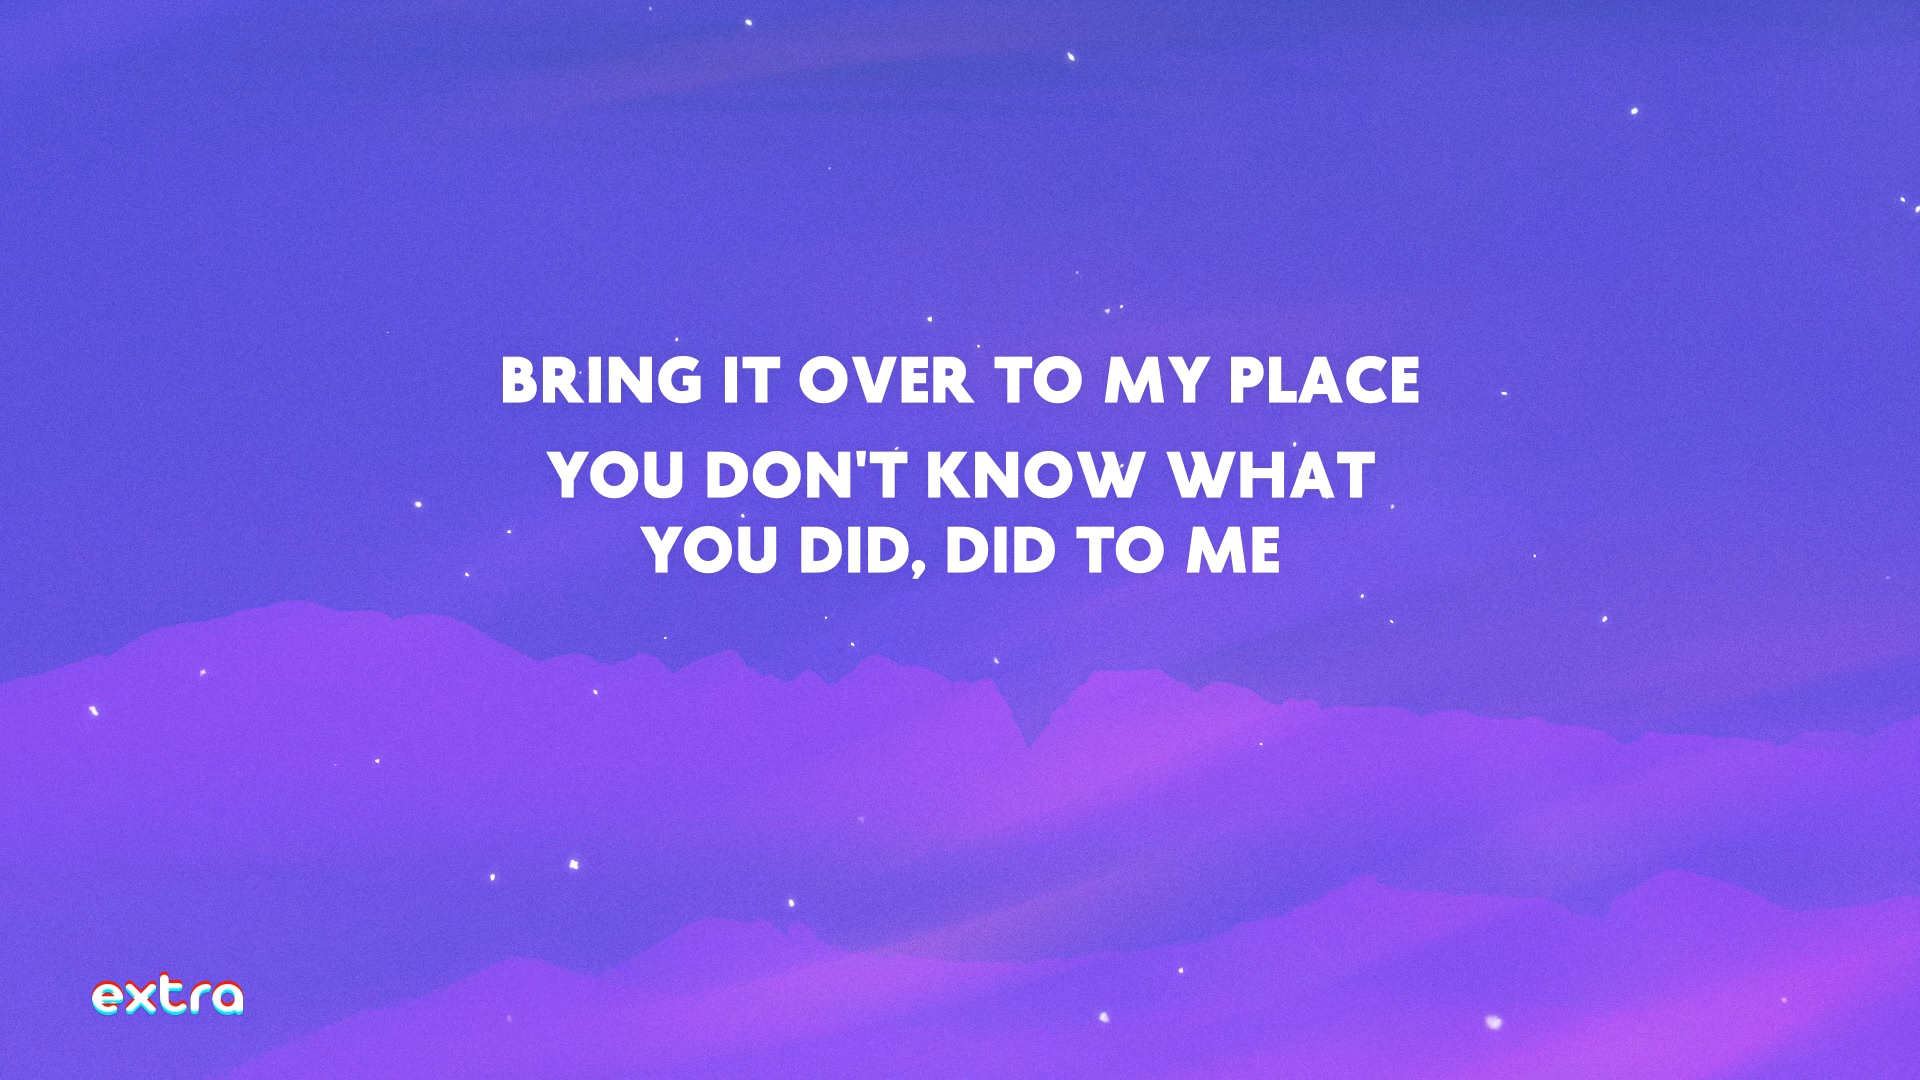 BRING IT OVER TO MY PLACE
YOU DON'T KNOW WHAT
YOU DID, DID TO ME
extra